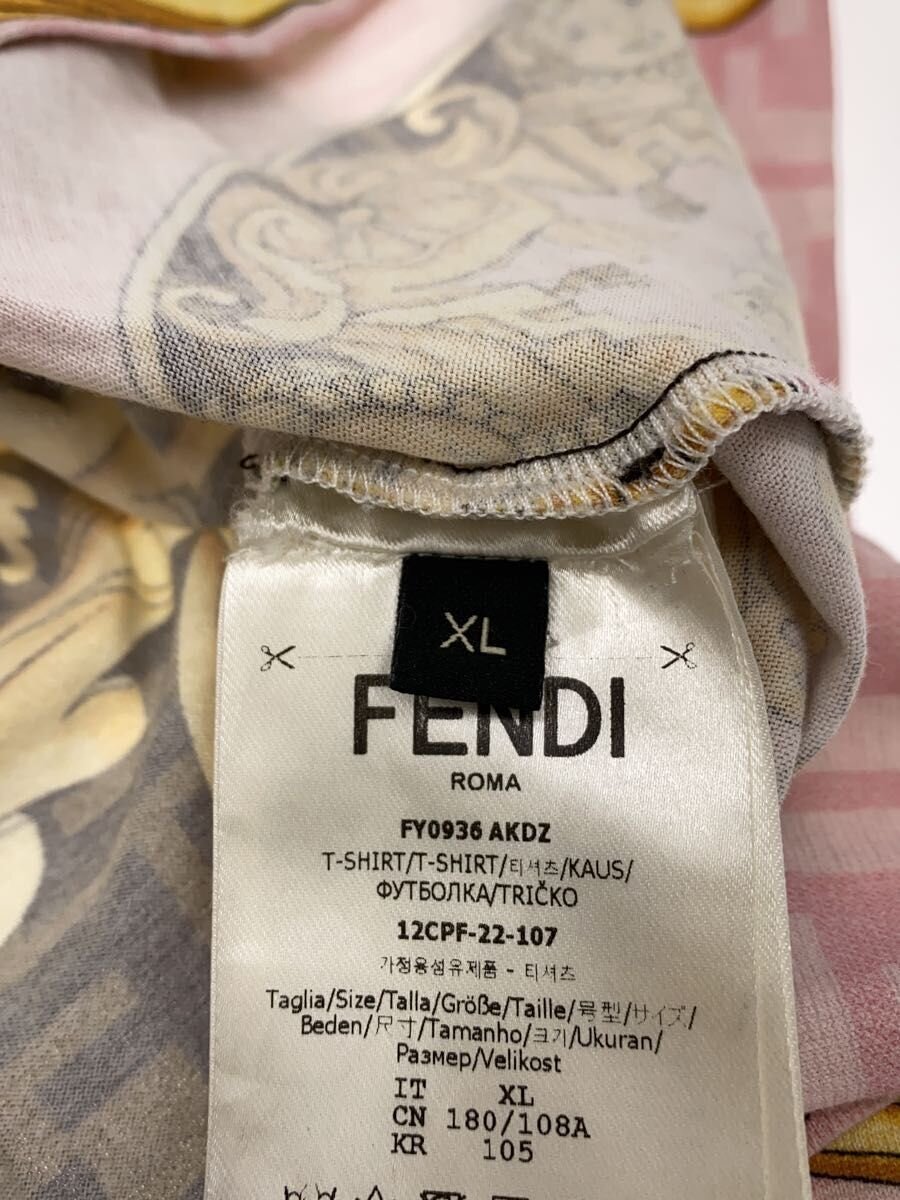 XL
FENDI
ROMA
FY0936 AKDZ
T-SHIRT/T-SHIRT/티셔츠/KAUS/
ФУТБОЛКА/TRIČKO
12CPF-22-107
가정용섬유제품 - 티셔츠
Taglia/Size/Talla/Größe/Taille/号型/サイズ/
Beden/尺寸/Tamanho/크기/Ukuran/
Размер/Velikost
IT XL
CN 180/108A
KR 105